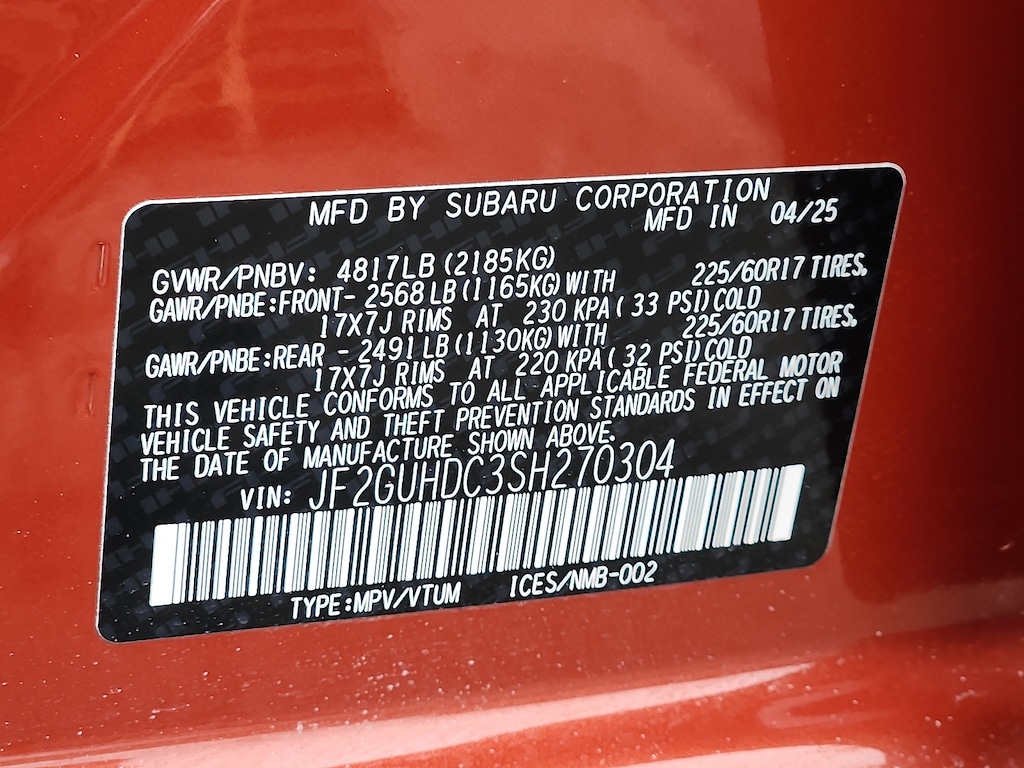 MFD BY SUBARU CORPORATION
MFD IN 04/25
GVWR/PNBV: 4817LB (2185KG)
GAWR/PNBE:FRONT- 2568 LB(1165KG)WITH 225/60R17 TIRES.
17X7J RIMS AT 230 KPA( 33 PSI)COLD
GAWR/PNBE:REAR - 2491 LB(1130KG)WITH 225/60R17 TIRES.
17X7J RIMS AT 220 KPA( 32 PSI)COLD
THIS VEHICLE CONFORMS TO ALL APPLICABLE FEDERAL MOTOR
VEHICLE SAFETY AND THEFT PREVENTION STANDARDS IN EFFECT ON
THE DATE OF MANUFACTURE SHOWN ABOVE.
VIN: JF2GUHDC3SH270304
TYPE:MPV/VTUM ICES/NMB-002